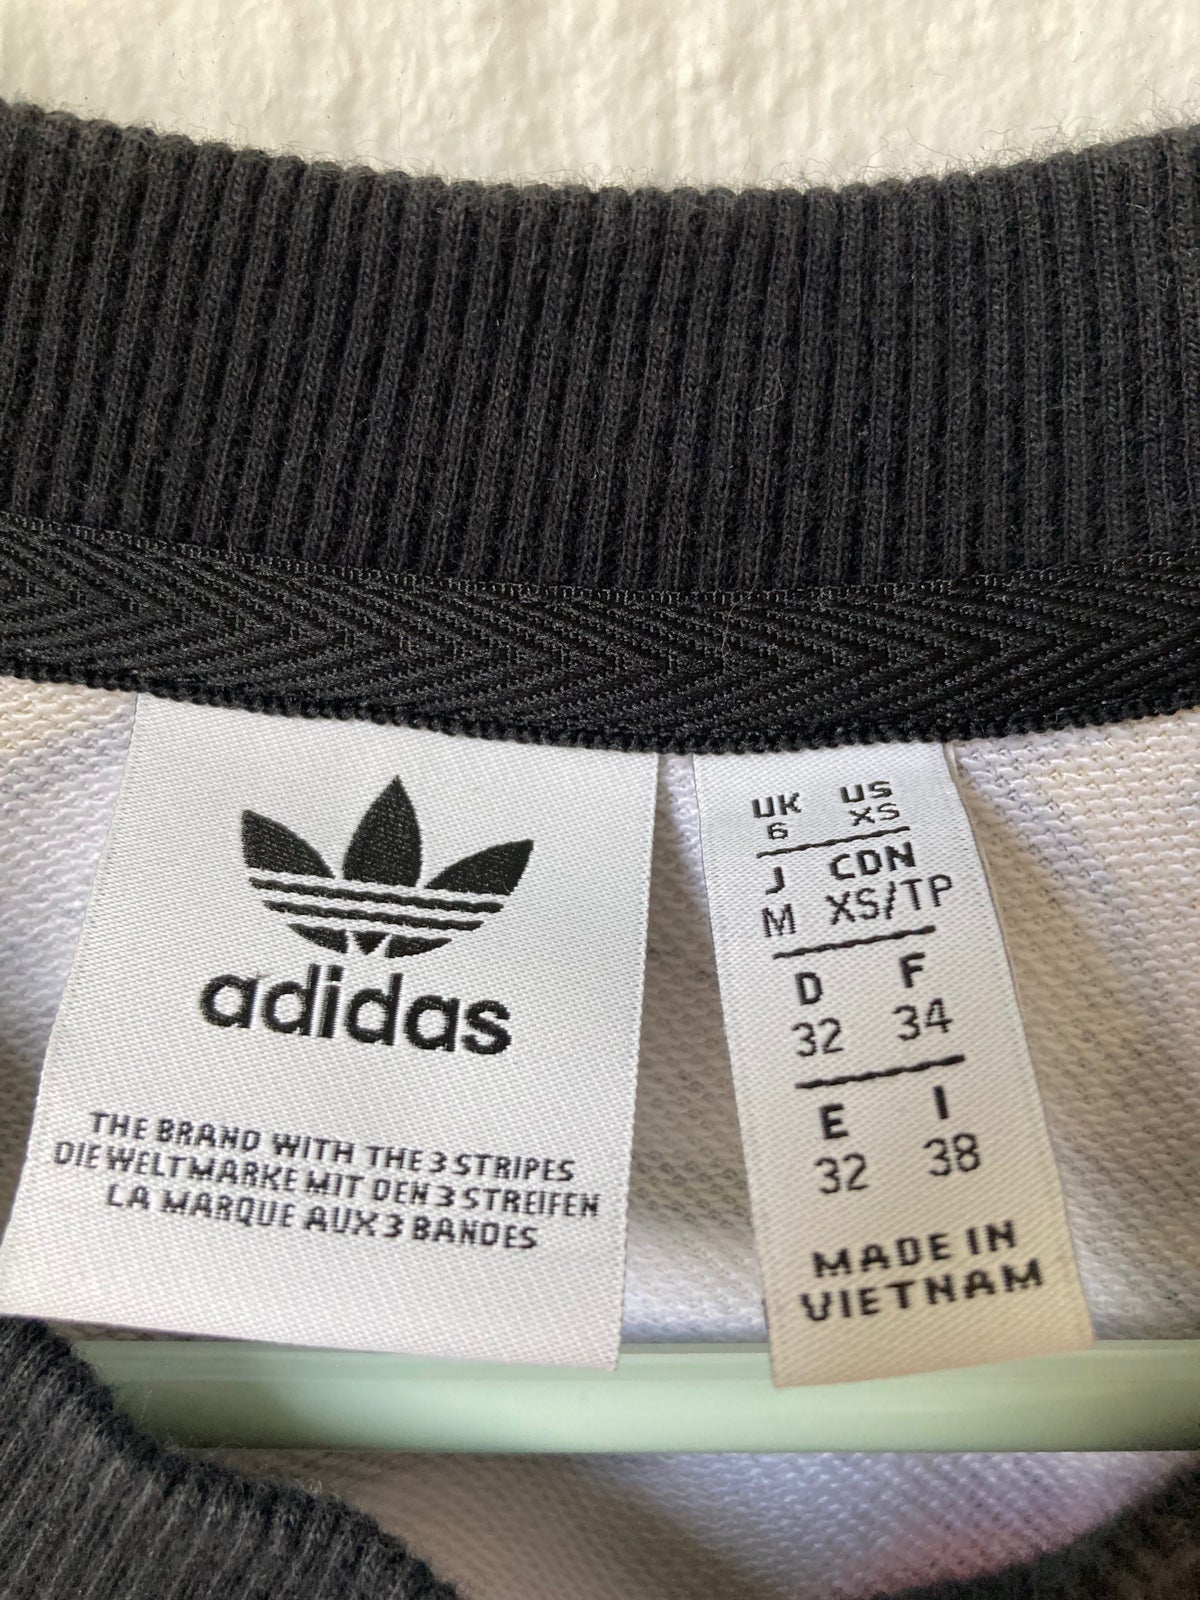 adidas
THE BRAND WITH THE 3 STRIPES
DIE WELTMARKE MIT DEN 3 STREIFEN
LA MARQUE AUX 3 BANDES
UK US
6 XS
J CDN
M XS/TP
D F
32 34
E I
32 38
MADE IN
VIETNAM